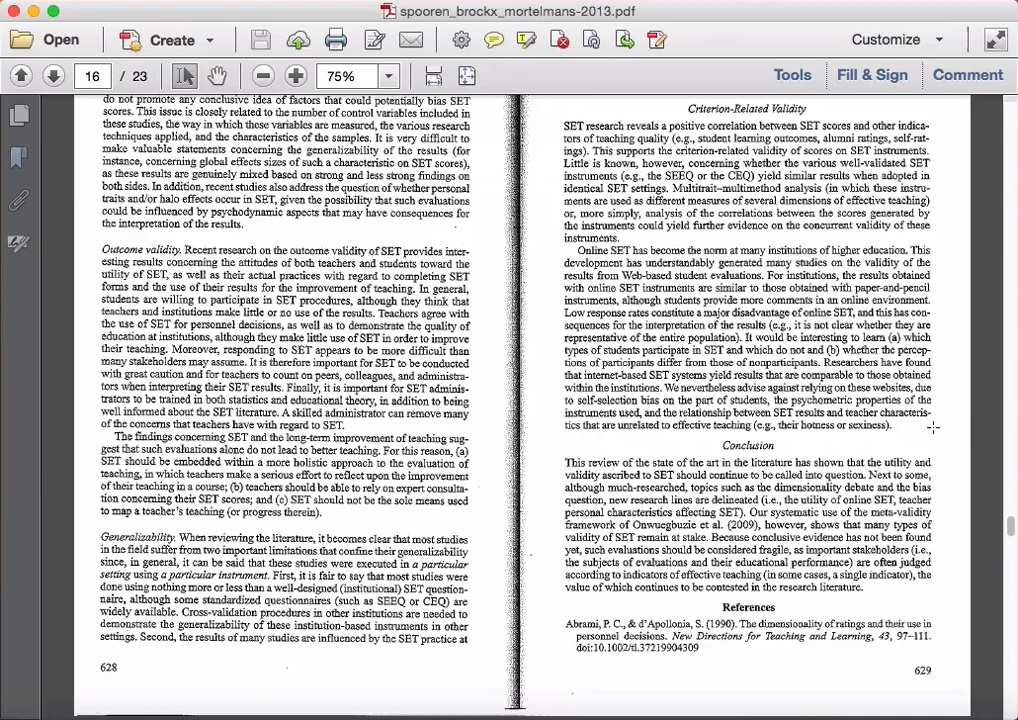 spooren_brockx_mortelmans-2013.pdf
Open
Create
Customize
16 / 23
75%
Tools
Fill & Sign
Comment
do not promote any conclusive idea of factors that could potentially bias SET
scores. This issue is closely related to the number of control variables included in
these studies, the way in which these variables are measured, the various research
techniques applied, and the characteristics of the samples. It is very difficult to
make valuable statements concerning the generalizability of the results (for
instance, concerning global effects sizes of such a characteristic on SET scores),
as these results are genuinely mixed based on strong and less strong findings on
both sides. In addition, recent studies also address the question of whether personal
traits and/or halo effects occur in SET, given the possibility that such evaluations
could be influenced by psychodynamic aspects that may have consequences for
the interpretation of the results.
Outcome validity. Recent research on the outcome validity of SET provides inter-
esting results concerning the attitudes of both teachers and students toward the
utility of SET, as well as their actual practices with regard to completing SET
forms and the use of their results for the improvement of teaching. In general,
students are willing to participate in SET procedures, although they think that
teachers and institutions make little or no use of the results. Teachers agree with
the use of SET for personnel decisions, as well as to demonstrate the quality of
education at institutions, although they make little use of SET in order to improve
their teaching. Moreover, responding to SET appears to be more difficult than
many stakeholders may assume. It is therefore important for SET to be conducted
with great caution and for teachers to count on peers, colleagues, and administra-
tors when interpreting their SET results. Finally, it is important for SET adminis-
trators to be trained in both statistics and educational theory, in addition to being
well informed about the SET literature. A skilled administrator can remove many
of the concerns that teachers have with regard to SET.
The findings concerning SET and the long-term improvement of teaching sug-
gest that such evaluations alone do not lead to better teaching. For this reason, (a)
SET should be embedded within a more holistic approach to the evaluation of
teaching, in which teachers make a serious effort to reflect upon the improvement
of their teaching in a course; (b) teachers should be able to rely on expert consulta-
tion concerning their SET scores; and (c) SET should not be the sole means used
to map a teacher's teaching (or progress therein).
Generalizability. When reviewing the literature, it becomes clear that most studies
in the field suffer from two important limitations that confine their generalizability
since, in general, it can be said that these studies were executed in a particular
setting using a particular instrument. First, it is fair to say that most studies were
done using nothing more or less than a well-designed (institutional) SET question-
naire, although some standardized questionnaires (such as SEEQ or CEQ) are
widely available. Cross-validation procedures in other institutions are needed to
demonstrate the generalizability of these institution-based instruments in other
settings. Second, the results of many studies are influenced by the SET practice at
628
Criterion-Related Validity
SET research reveals a positive correlation between SET scores and other indica-
tors of teaching quality (e.g., student learning outcomes, alumni ratings, self-rat-
ings). This supports the criterion-related validity of scores on SET instruments.
Little is known, however, concerning whether the various well-validated SET
instruments (e.g., the SEEQ or the CEQ) yield similar results when adopted in
identical SET settings. Multitrait–multimethod analysis (in which these instru-
ments are used as different measures of several dimensions of effective teaching)
or, more simply, analysis of the correlations between the scores generated by
the instruments could yield further evidence on the concurrent validity of these
instruments.
Online SET has become the norm at many institutions of higher education. This
development has understandably generated many studies on the validity of the
results from Web-based student evaluations. For institutions, the results obtained
with online SET instruments are similar to those obtained with paper-and-pencil
instruments, although students provide more comments in an online environment.
Low response rates constitute a major disadvantage of online SET, and this has con-
sequences for the interpretation of the results (e.g., it is not clear whether they are
representative of the entire population). It would be interesting to learn (a) which
types of students participate in SET and which do not and (b) whether the percep-
tions of participants differ from those of nonparticipants. Researchers have found
that internet-based SET systems yield results that are comparable to those obtained
within the institutions. We nevertheless advise against relying on these websites, due
to self-selection bias on the part of students, the psychometric properties of the
instruments used, and the relationship between SET results and teacher characteris-
tics that are unrelated to effective teaching (e.g., their hotness or sexiness).
Conclusion
This review of the state of the art in the literature has shown that the utility and
validity ascribed to SET should continue to be called into question. Next to some,
although much-researched, topics such as the dimensionality debate and the bias
question, new research lines are delineated (i.e., the utility of online SET, teacher
personal characteristics affecting SET). Our systematic use of the meta-validity
framework of Onwuegbuzie et al. (2009), however, shows that many types of
validity of SET remain at stake. Because conclusive evidence has not been found
yet, such evaluations should be considered fragile, as important stakeholders (i.e.,
the subjects of evaluations and their educational performance) are often judged
according to indicators of effective teaching (in some cases, a single indicator), the
value of which continues to be contested in the research literature.
References
Abrami, P. C., & d'Apollonia, S. (1990). The dimensionality of ratings and their use in
personnel decisions. New Directions for Teaching and Learning, 43, 97–111.
doi:10.1002/tl.37219904309
629